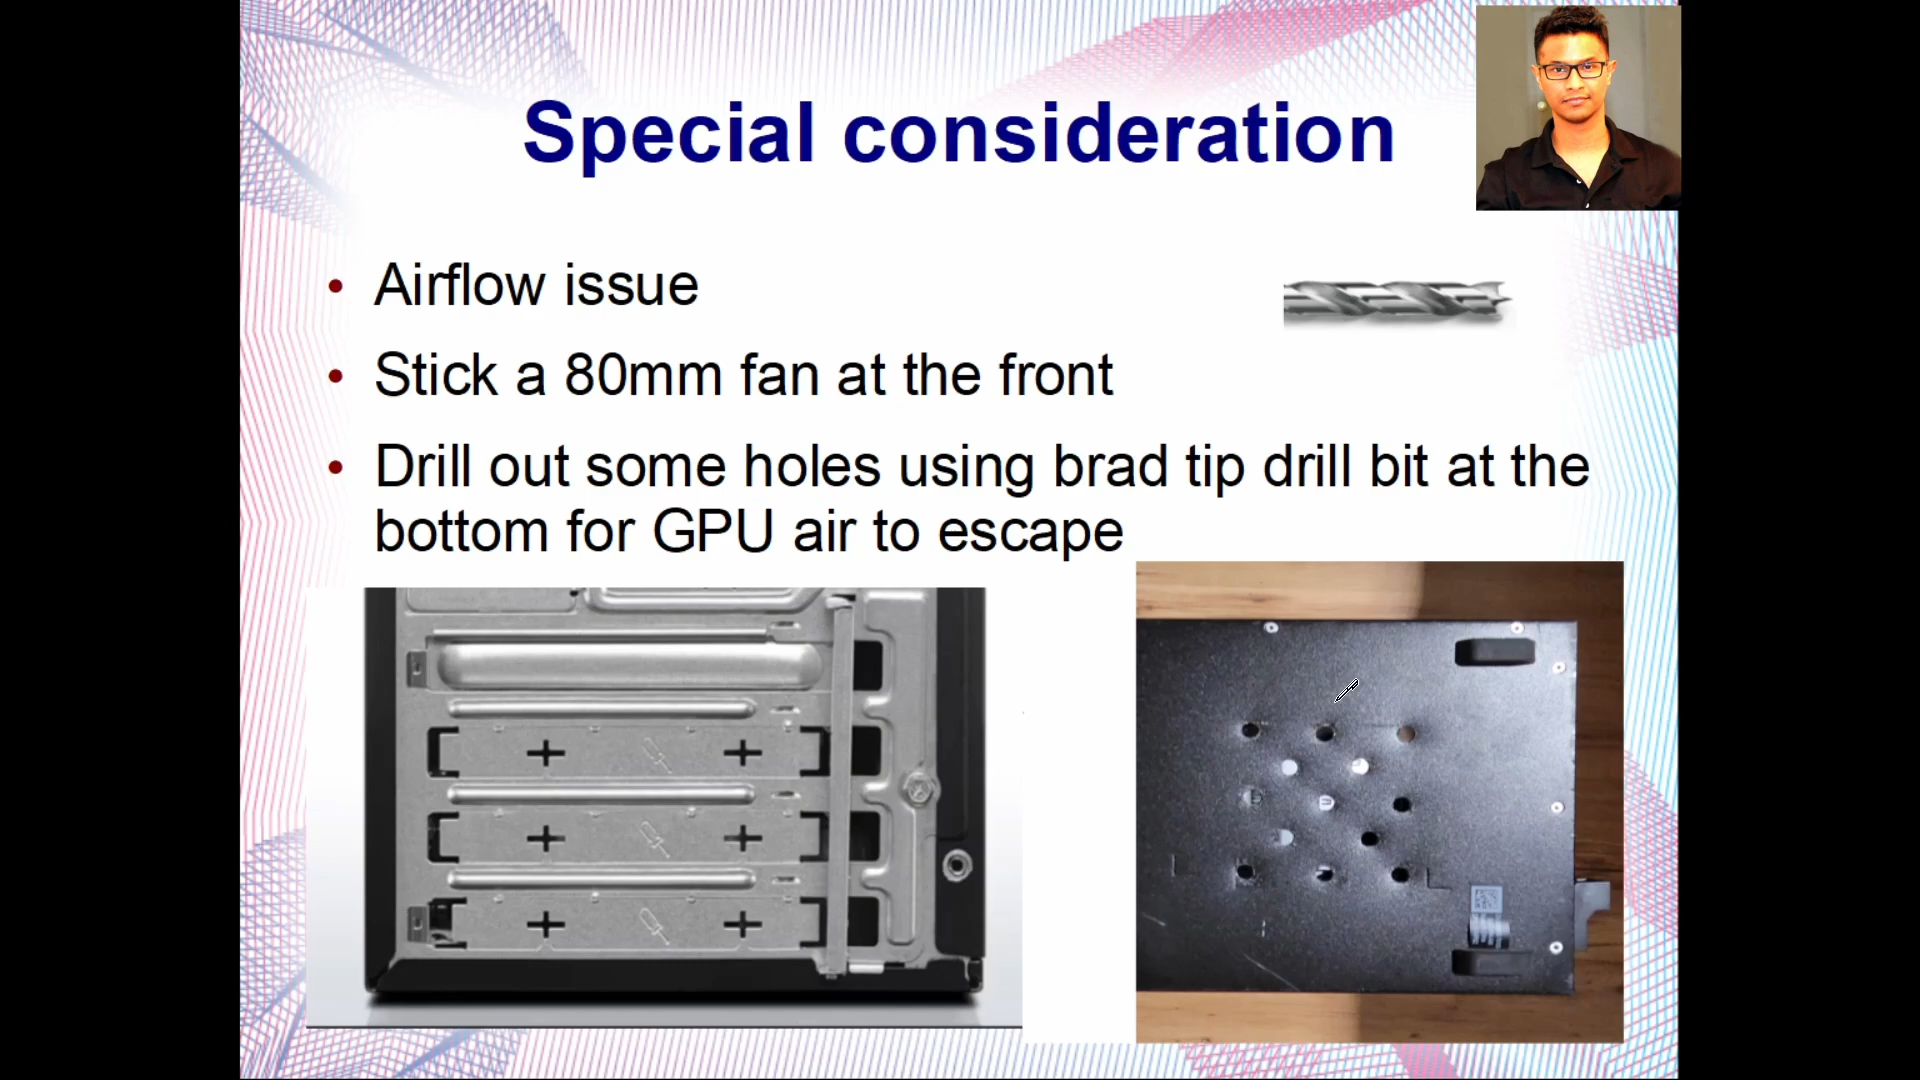 Special consideration
Airflow issue
Stick a 80mm fan at the front
Drill out some holes using brad tip drill bit at the
bottom for GPU air to escape